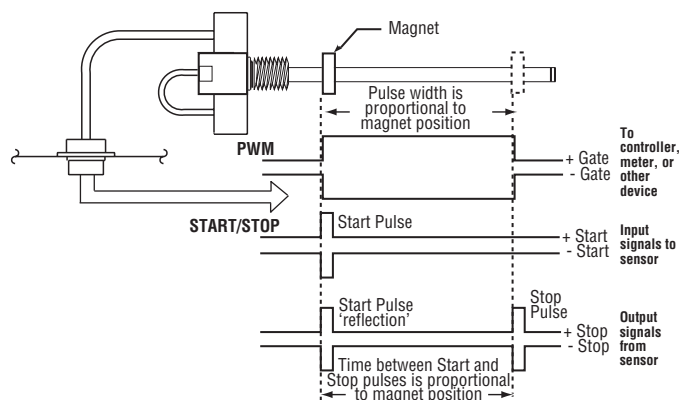 Magnet
Pulse width is
proportional to
magnet position
PWM
+ Gate
- Gate
To
controller,
meter, or
other
device
START/STOP
Start Pulse
+ Start
- Start
Input
signals to
sensor
Start Pulse
‘reflection’
Stop
Pulse
+ Stop
- Stop
Output
signals
from
sensor
Time between Start and
Stop pulses is proportional
to magnet position